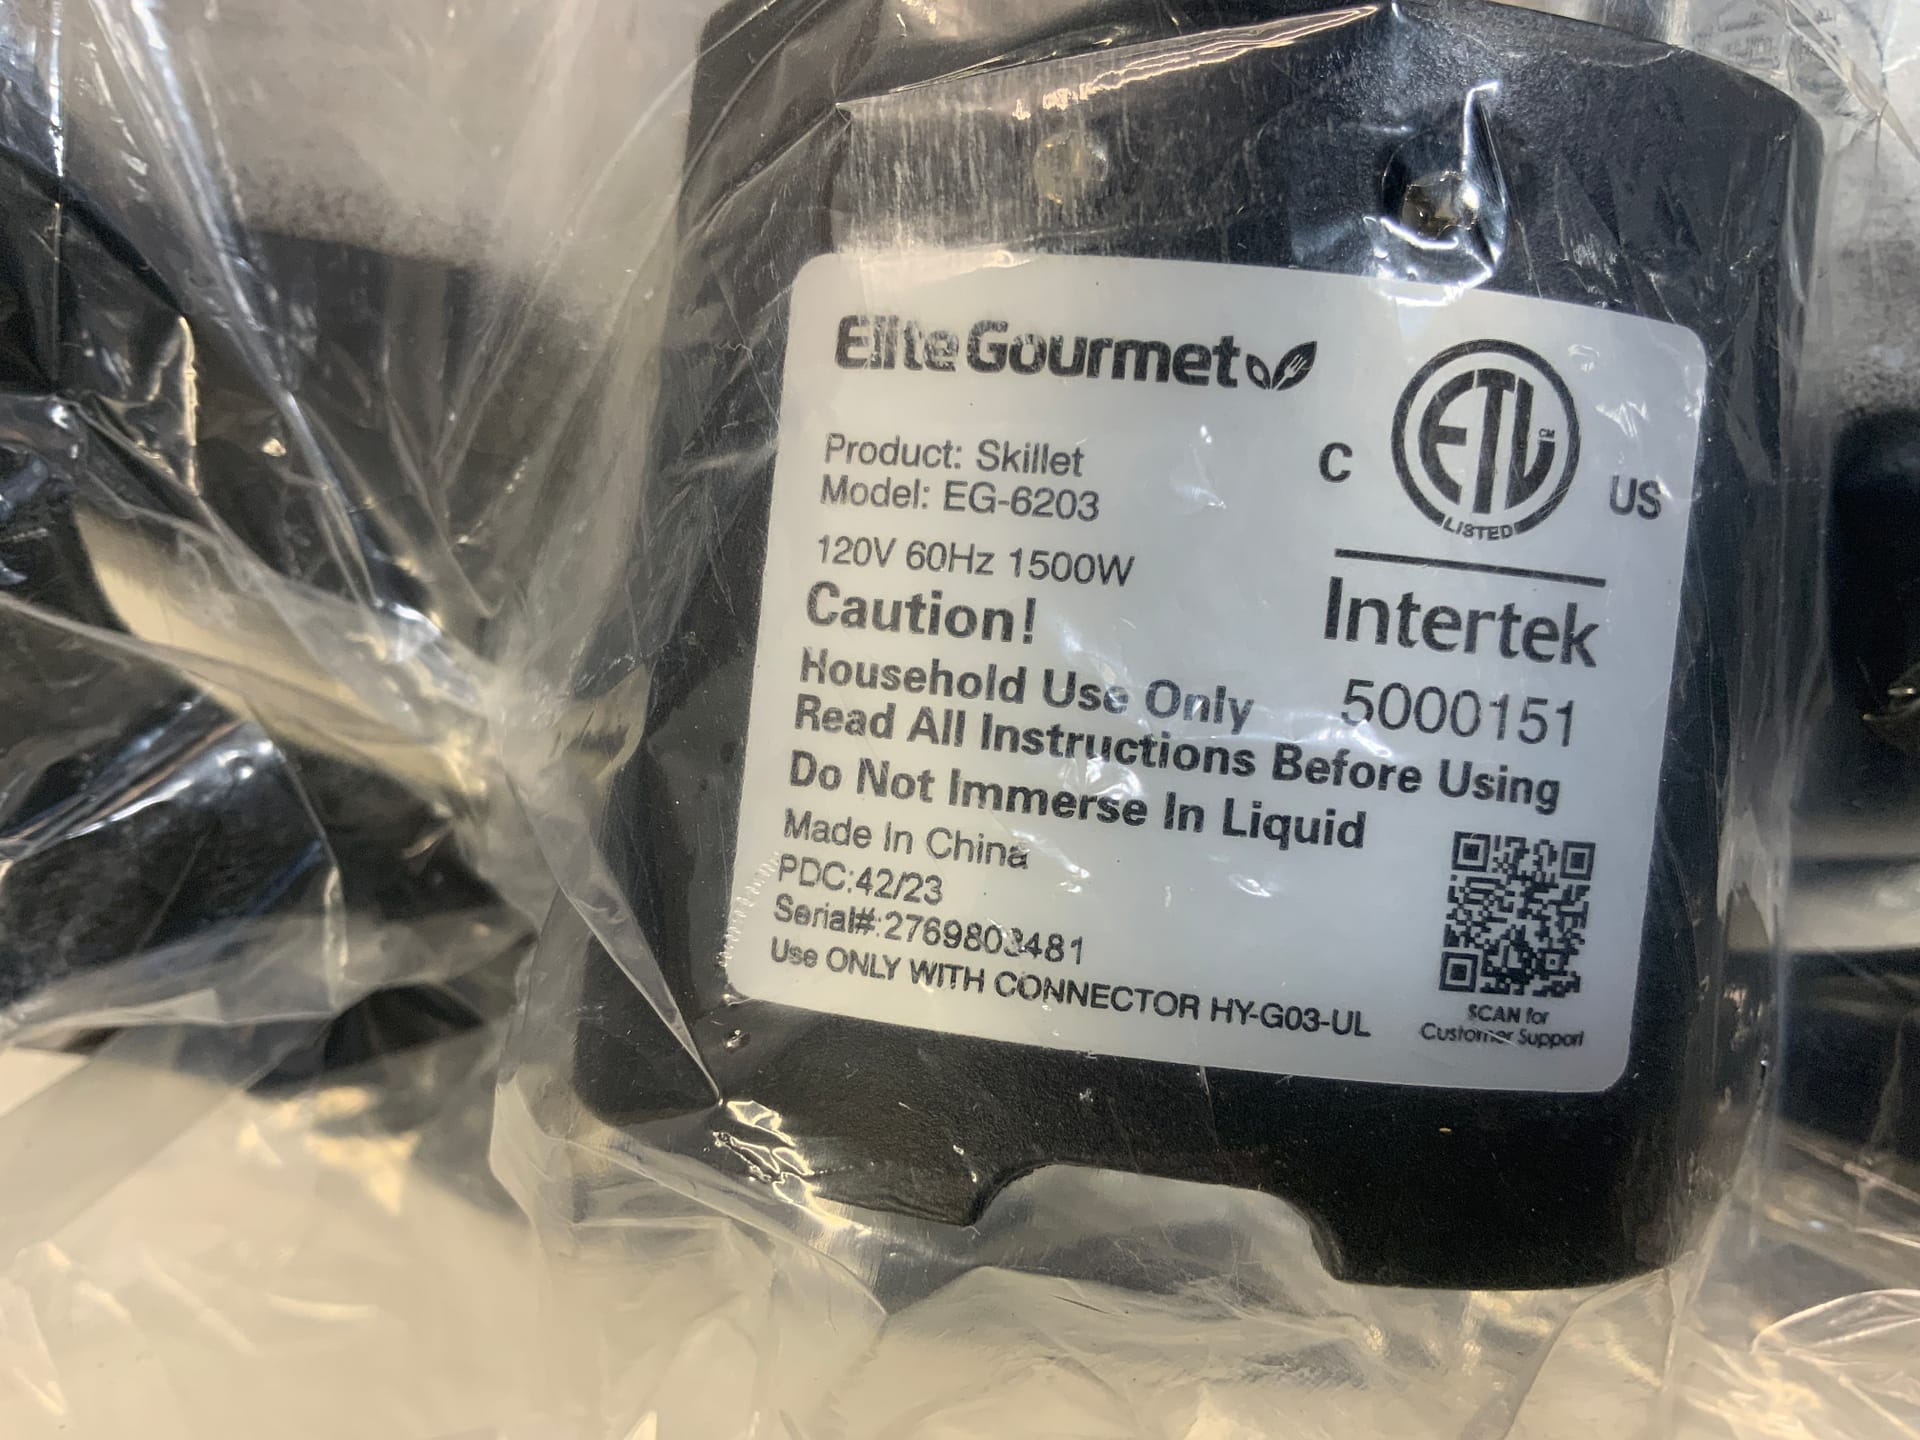 Elite Gourmet
Product: Skillet
Model: EG-6203
120V 60Hz 1500W
Caution!
Household Use Only
Read All Instructions Before Using
Do Not Immerse In Liquid
Made In China
PDC:42/23
Serial#:2769803481
Use ONLY WITH CONNECTOR HY-G03-UL
C ETL CM US
LISTED
Intertek
5000151
SCAN for
Customer Support